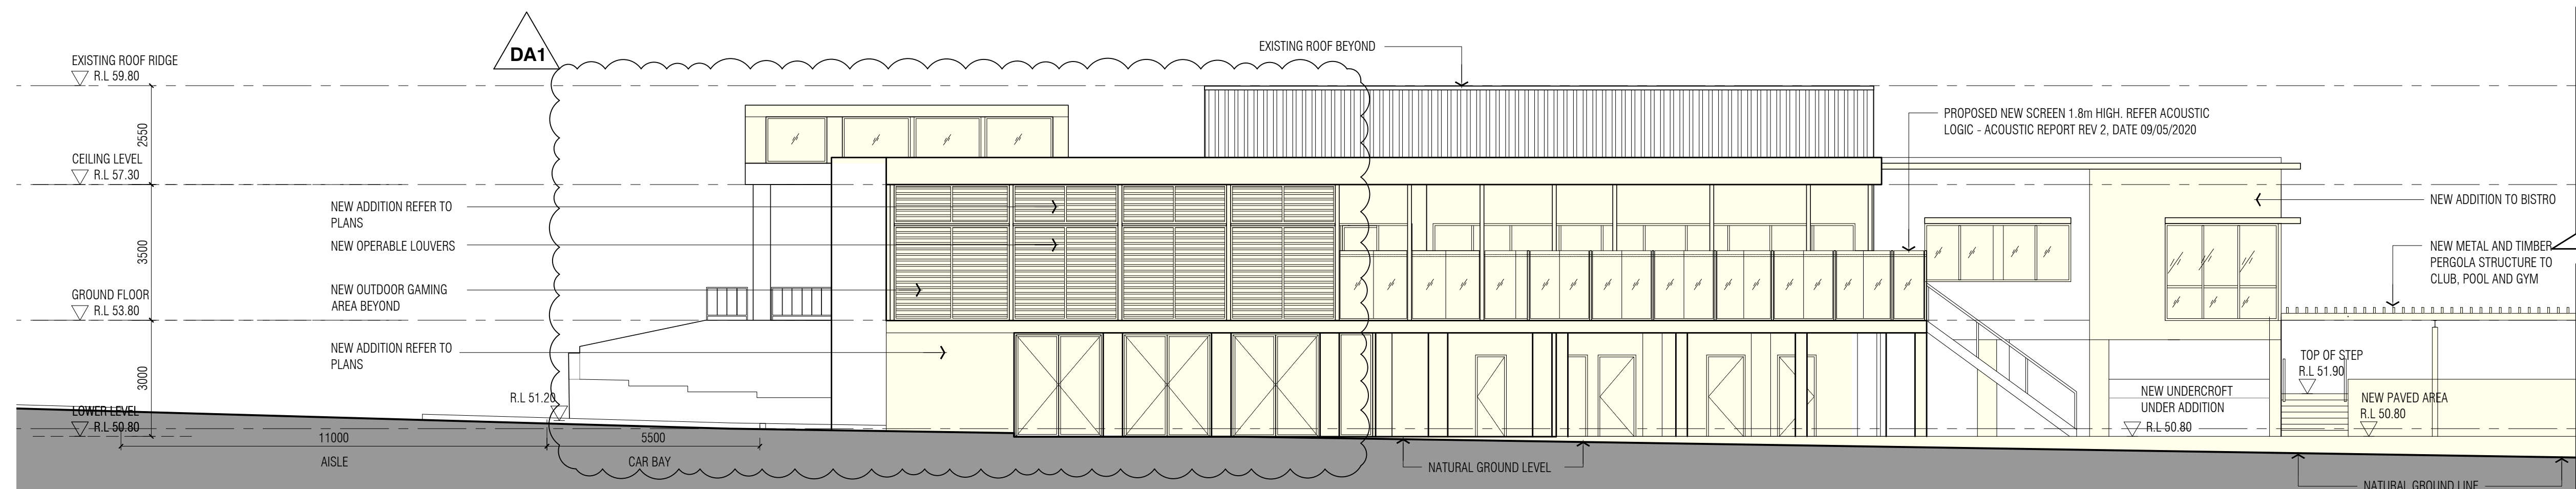 DA1
EXISTING ROOF RIDGE
R.L 59.80
EXISTING ROOF BEYOND
2550
PROPOSED NEW SCREEN 1.8m HIGH. REFER ACOUSTIC
LOGIC - ACOUSTIC REPORT REV 2, DATE 09/05/2020
CEILING LEVEL
R.L 57.30
NEW ADDITION REFER TO
PLANS
NEW OPERABLE LOUVERS
3500
NEW OUTDOOR GAMING
AREA BEYOND
GROUND FLOOR
R.L 53.80
NEW ADDITION REFER TO
PLANS
3000
NEW ADDITION TO BISTRO
NEW METAL AND TIMBER
PERGOLA STRUCTURE TO
CLUB, POOL AND GYM
TOP OF STEP
R.L 51.90
NEW UNDERCROFT
UNDER ADDITION
R.L 50.80
NEW PAVED AREA
R.L 50.80
R.L 51.20
LOWER LEVEL
R.L 50.80
11000
AISLE
5500
CAR BAY
NATURAL GROUND LEVEL
NATURAL GROUND LINE